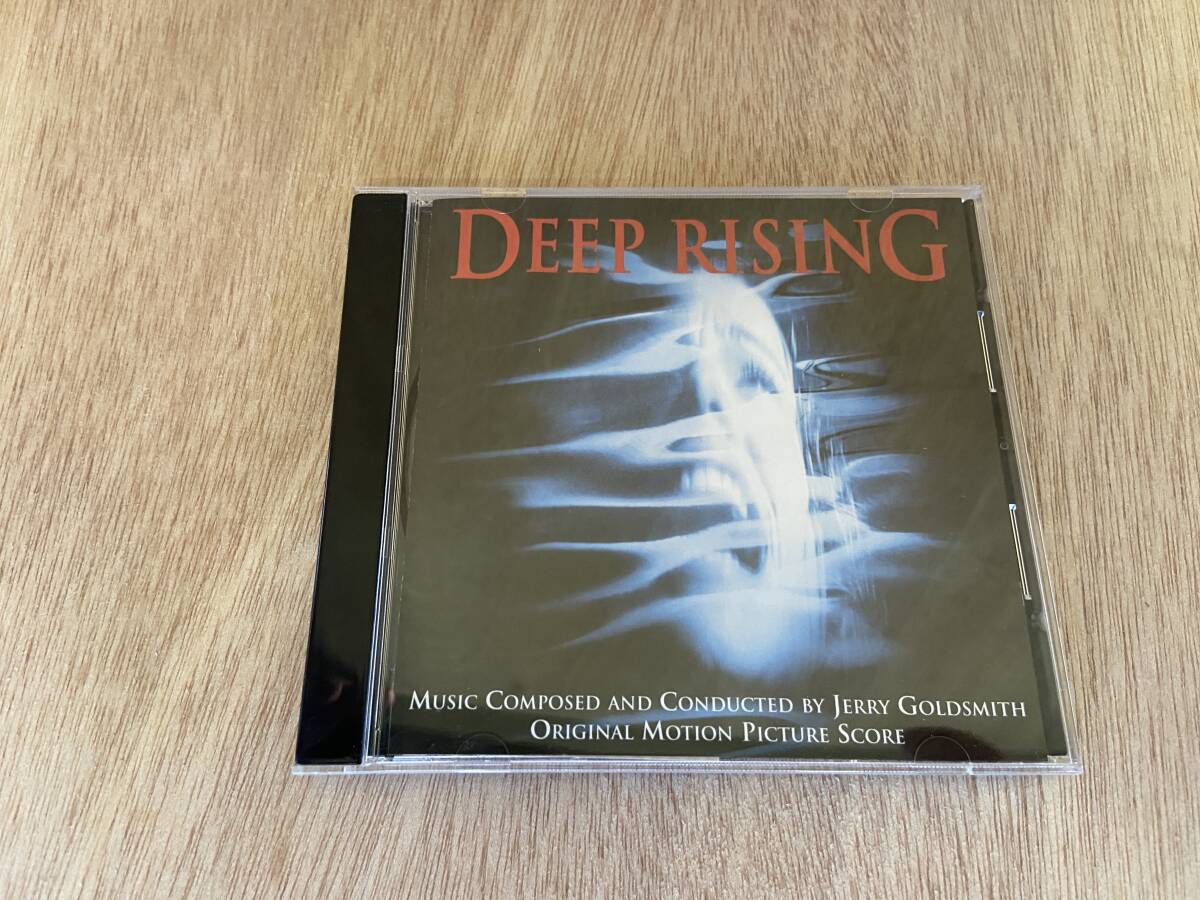 DEEP RISING
MUSIC COMPOSED AND CONDUCTED BY JERRY GOLDSMITH
ORIGINAL MOTION PICTURE SCORE